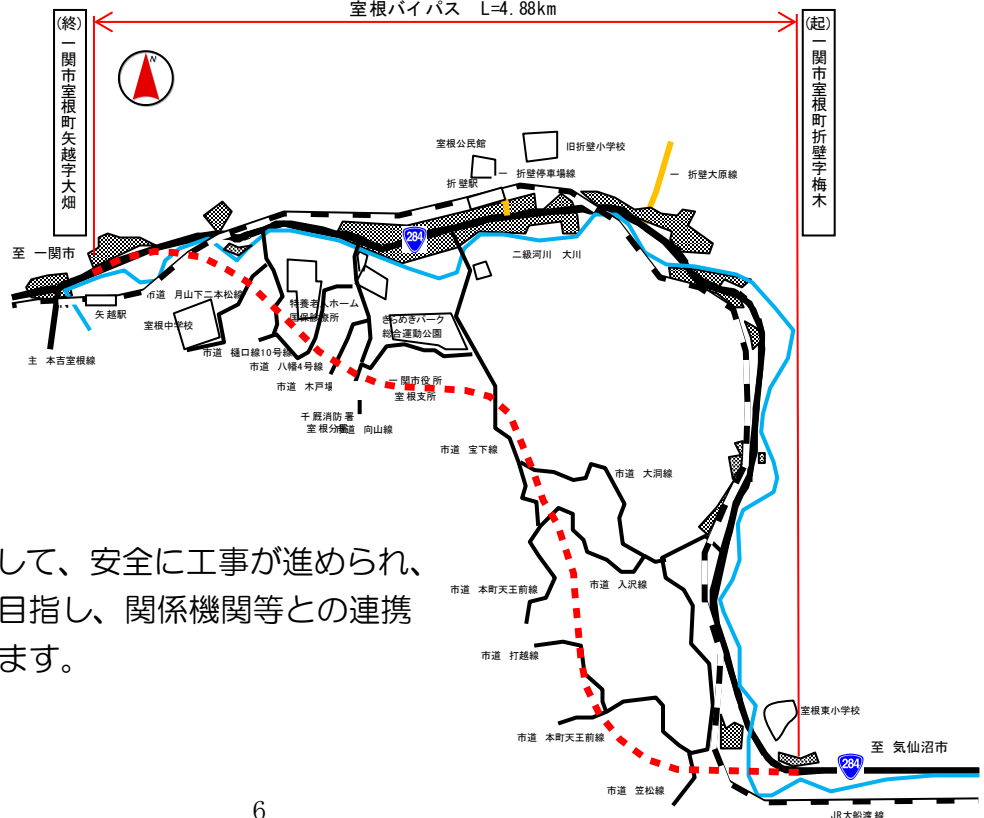 室根バイパス L=4.88km
(終)一関市室根町矢越字大畑
(起)一関市室根町折壁字梅木
N
室根公民館
旧折壁小学校
折壁駅
一 折壁停車場線
一 折壁大原線
284
至 一関市
二級河川 大川
市道 月山下二本松線
特養老人ホーム
国保診療所
矢越駅
室根中学校
きらめきパーク
総合運動公園
主 本吉室根線
市道 樋口線10号線
市道 八幡4号線
市道 木戸場
一関市役所
室根支所
千厩消防署
室根分署
市道 向山線
市道 宝下線
市道 大洞線
して、安全に工事が進められ、
目指し、関係機関等との連携
ます。
市道 本町天王前線
市道 入沢線
市道 打越線
室根東小学校
市道 本町天王前線
至 気仙沼市
284
市道 笠松線
6
JR大船渡線